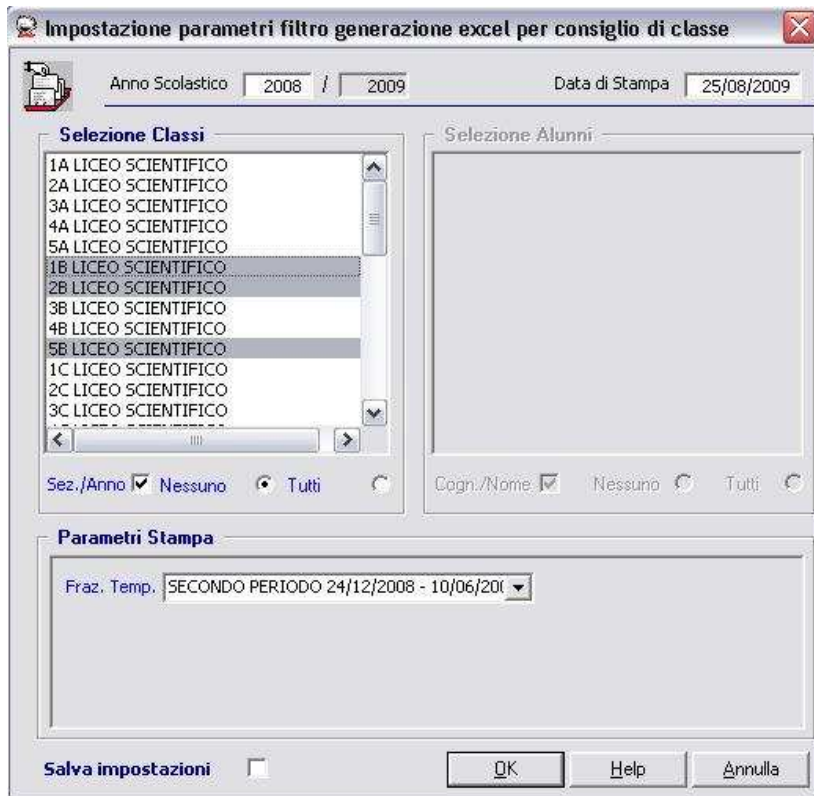 Impostazione parametri filtro generazione excel per consiglio di classe
Anno Scolastico 2008 / 2009 Data di Stampa 25/08/2009
Selezione Classi Selezione Alunni
1A LICEO SCIENTIFICO
2A LICEO SCIENTIFICO
3A LICEO SCIENTIFICO
4A LICEO SCIENTIFICO
5A LICEO SCIENTIFICO
1B LICEO SCIENTIFICO
2B LICEO SCIENTIFICO
3B LICEO SCIENTIFICO
4B LICEO SCIENTIFICO
5B LICEO SCIENTIFICO
1C LICEO SCIENTIFICO
2C LICEO SCIENTIFICO
3C LICEO SCIENTIFICO
Sez./Anno Nessuno Tutti Cogn./Nome Nessuno Tutti
Parametri Stampa
Fraz. Temp. SECONDO PERIODO 24/12/2008 - 10/06/20
Salva impostazioni OK Help Annulla